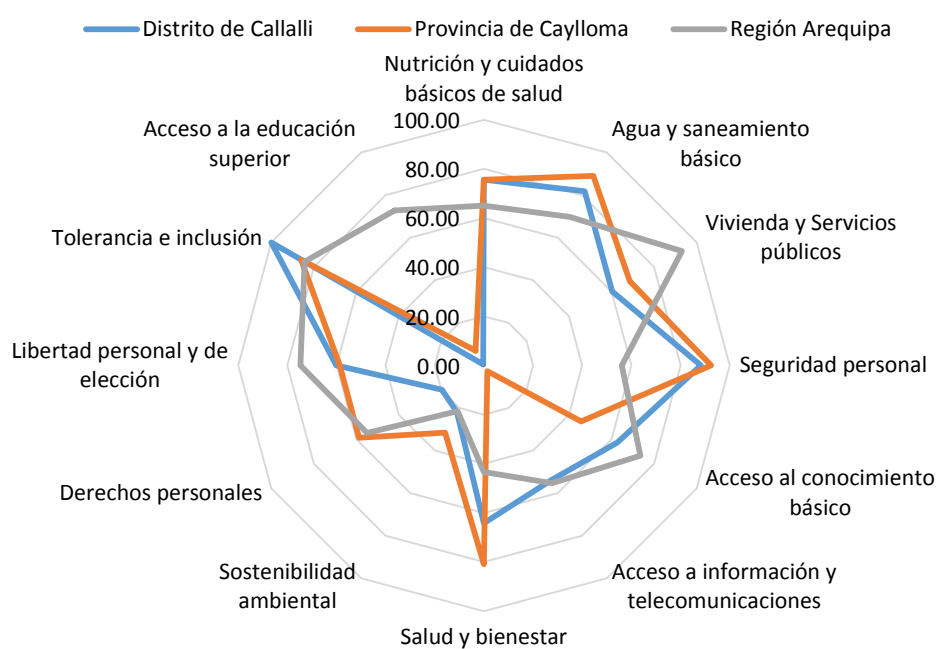 Distrito de Callalli
Provincia de Caylloma
Región Arequipa
Nutrición y cuidados
básicos de salud
Agua y saneamiento
básico
Vivienda y Servicios
públicos
Seguridad personal
Acceso al conocimiento
básico
Acceso a información y
telecomunicaciones
Salud y bienestar
Sostenibilidad
ambiental
Derechos personales
Libertad personal y de
elección
Tolerancia e inclusión
Acceso a la educación
superior
100.00
80.00
60.00
40.00
20.00
0.00